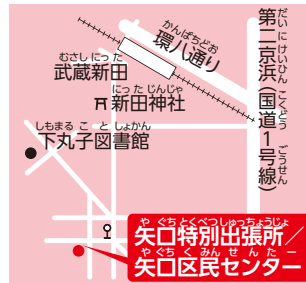 かんぱちどお
環八通り
だいにけいひん こくどう ごうせん
第二京浜(国道1号線)
むさしにった
武蔵新田
にったじんじゃ
新田神社
しもまることしょかん
下丸子図書館
やぐちとくべつしゅっちょうじょ
矢口特別出張所／
やぐちくみんせんたー
矢口区民センター